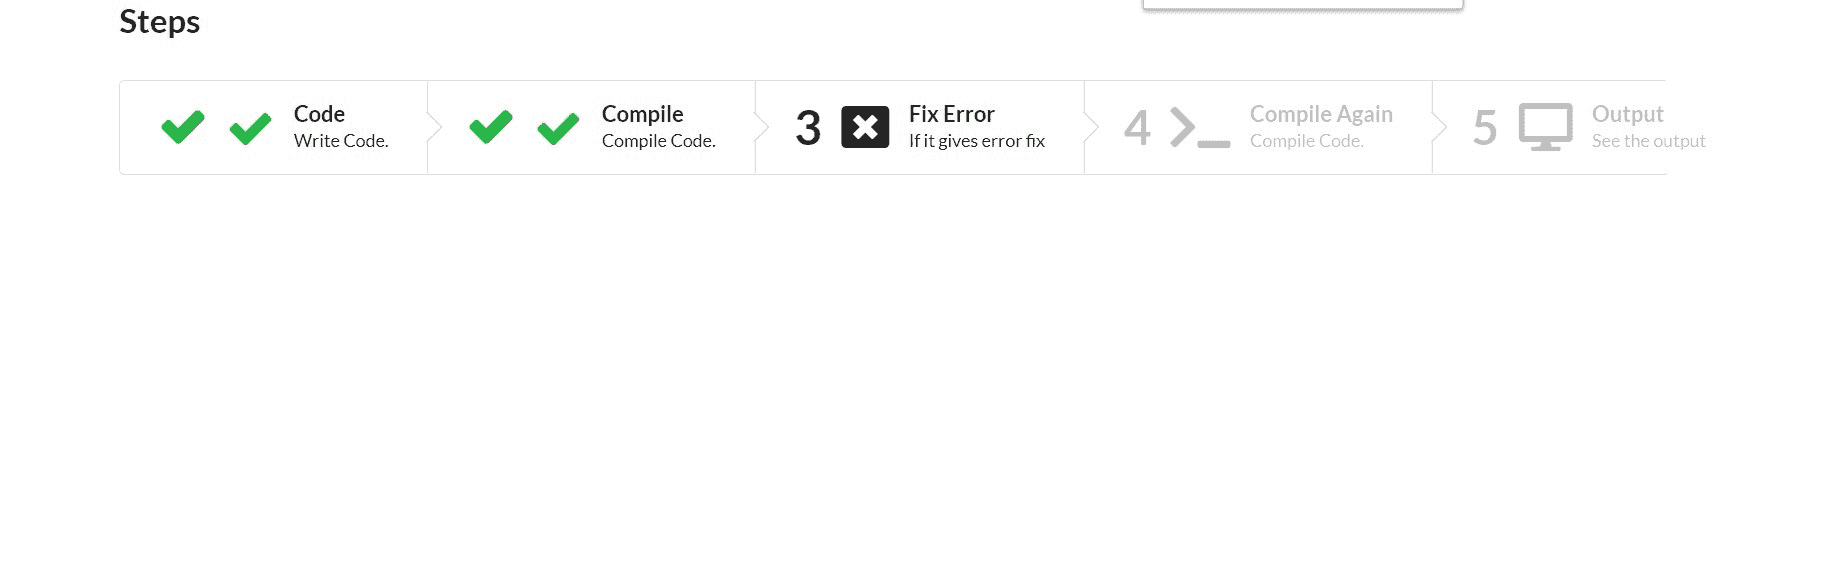 Steps
Code
Write Code.
Compile
Compile Code.
3
Fix Error
If it gives error fix
4
Compile Again
Compile Code.
5
Output
See the output